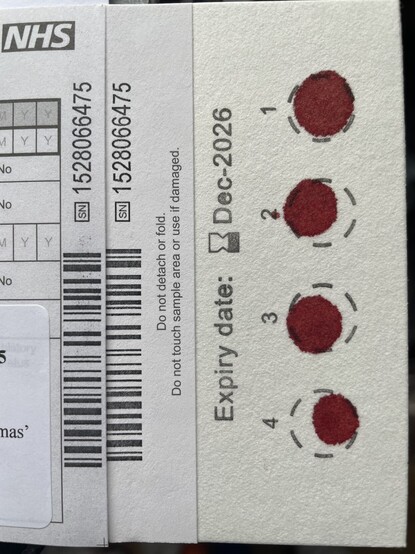 NHS
M Y Y
M Y Y
No
No
M Y Y
No
5
mas'
SN 1528066475
SN 1528066475
Do not detach or fold.
Do not touch sample area or use if damaged.
Expiry date: Dec-2026
1
2
3
4